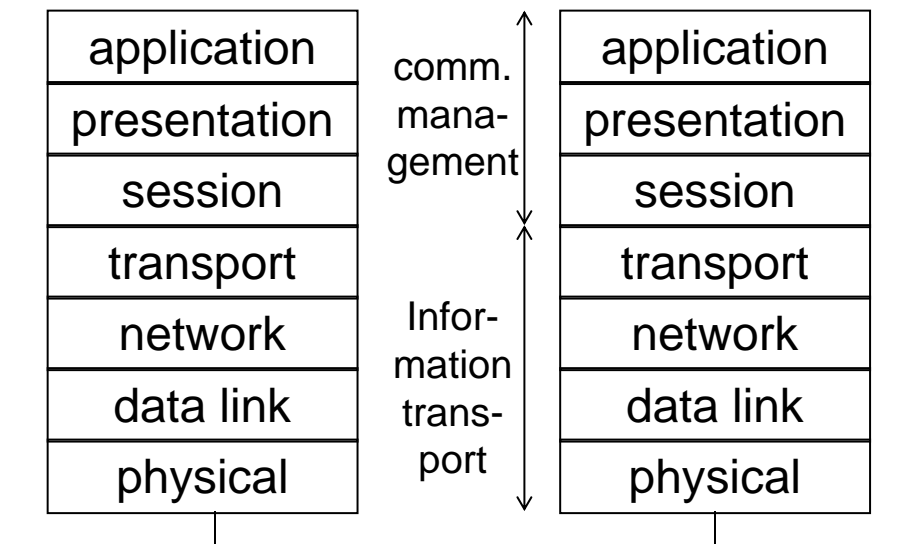 application
presentation
session
transport
network
data link
physical
comm.
mana-
gement
Infor-
mation
trans-
port
application
presentation
session
transport
network
data link
physical